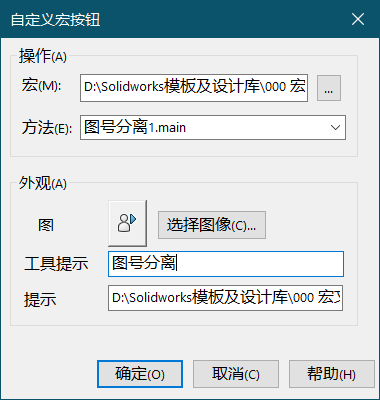 自定义宏按钮
操作(A)
宏(M): D:\Solidworks模板及设计库\000 宏 ...
方法(E): 图号分离1.main
外观(A)
图 选择图像(C)...
工具提示 图号分离
提示 D:\Solidworks模板及设计库\000 宏
确定(O) 取消(C) 帮助(H)